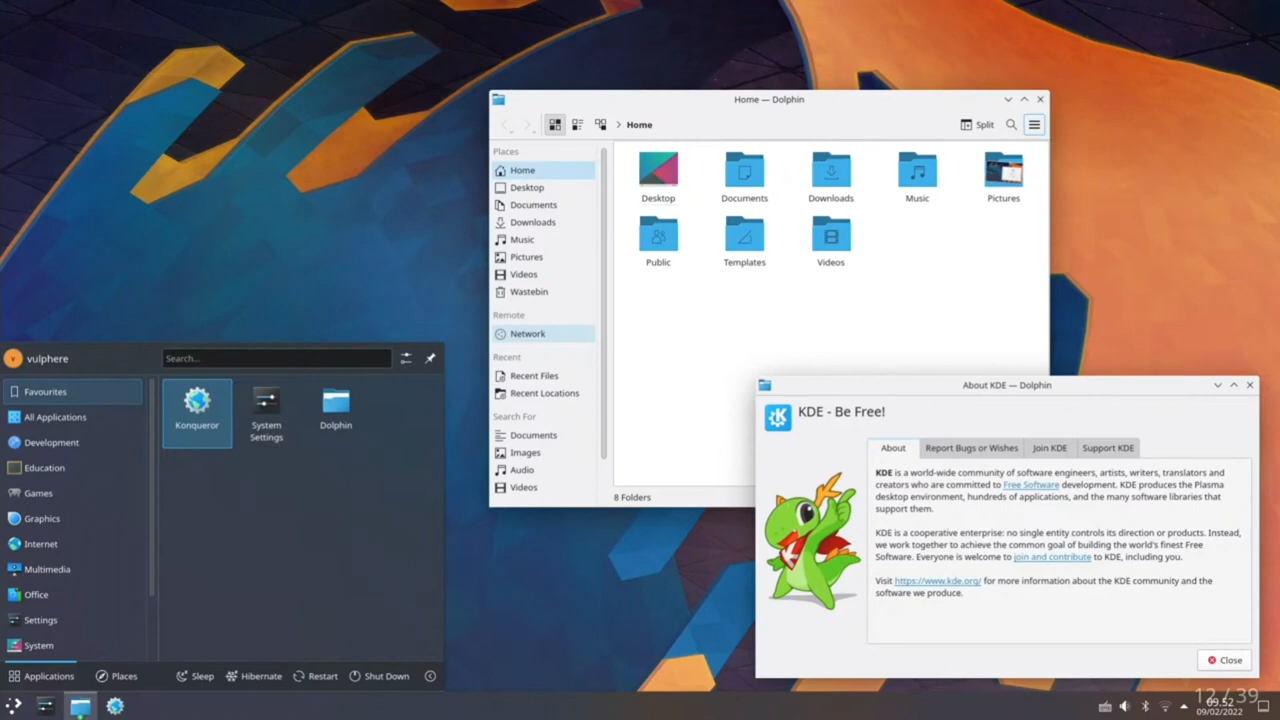 Home — Dolphin
Home
Split
Places
Home
Desktop
Documents
Downloads
Music
Pictures
Videos
Wastebin
Remote
Network
Recent
Recent Files
Recent Locations
Search For
Documents
Images
Audio
Videos
Desktop
Documents
Downloads
Music
Pictures
Public
Templates
Videos
8 Folders
vulphere
Search...
Favourites
All Applications
Development
Education
Games
Graphics
Internet
Multimedia
Office
Settings
System
Konqueror
System
Settings
Dolphin
Applications
Places
Sleep
Hibernate
Restart
Shut Down
About KDE — Dolphin
KDE - Be Free!
About
Report Bugs or Wishes
Join KDE
Support KDE
KDE is a world-wide community of software engineers, artists, writers, translators and
creators who are committed to Free Software development. KDE produces the Plasma
desktop environment, hundreds of applications, and the many software libraries that
support them.
KDE is a cooperative enterprise: no single entity controls its direction or products. Instead,
we work together to achieve the common goal of building the world's finest Free
Software. Everyone is welcome to join and contribute to KDE, including you.
Visit https://www.kde.org/ for more information about the KDE community and the
software we produce.
Close
12 / 39
09.52
09/02/2022